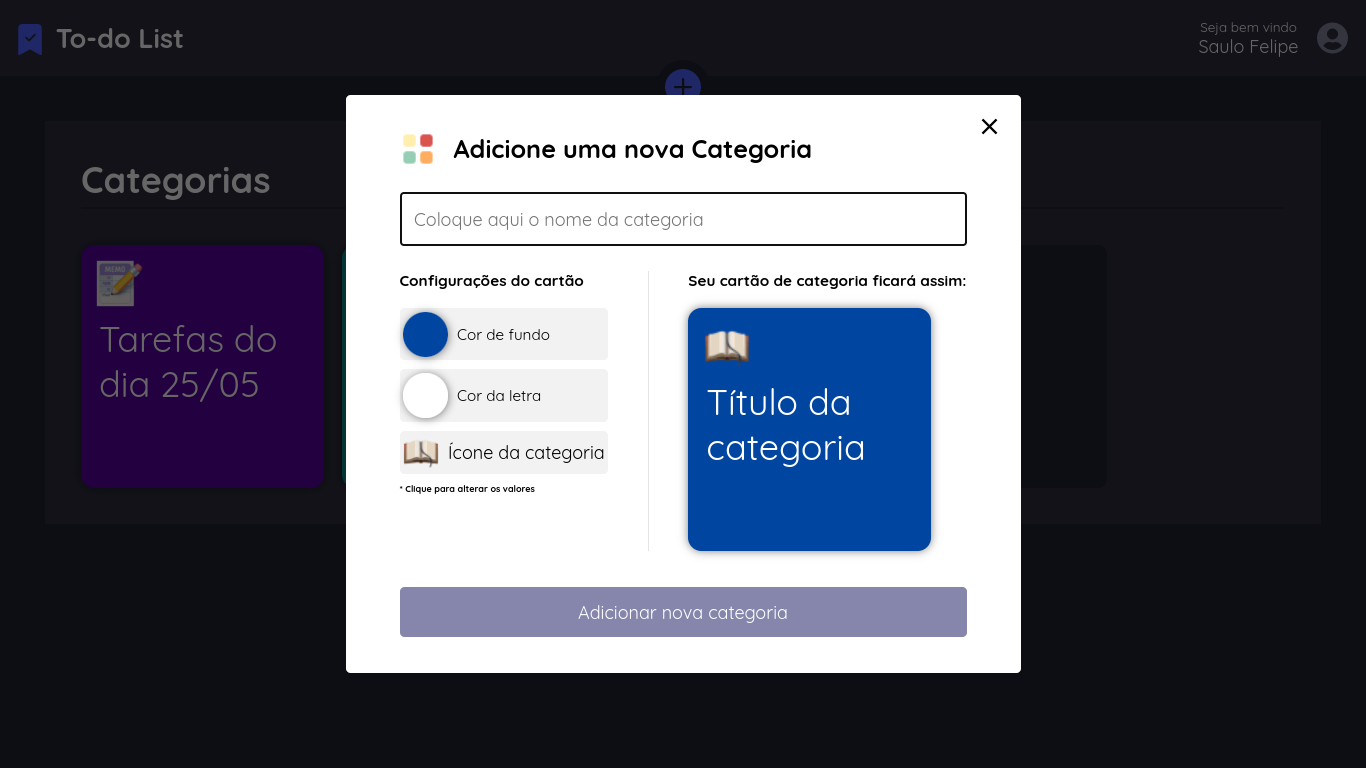 To-do List
Seja bem vindo
Saulo Felipe
Adicione uma nova Categoria
Categorias
Coloque aqui o nome da categoria
Configurações do cartão
Seu cartão de categoria ficará assim:
MEMO
Tarefas do
dia 25/05
Cor de fundo
Cor da letra
Ícone da categoria
* Clique para alterar os valores
Título da
categoria
Adicionar nova categoria